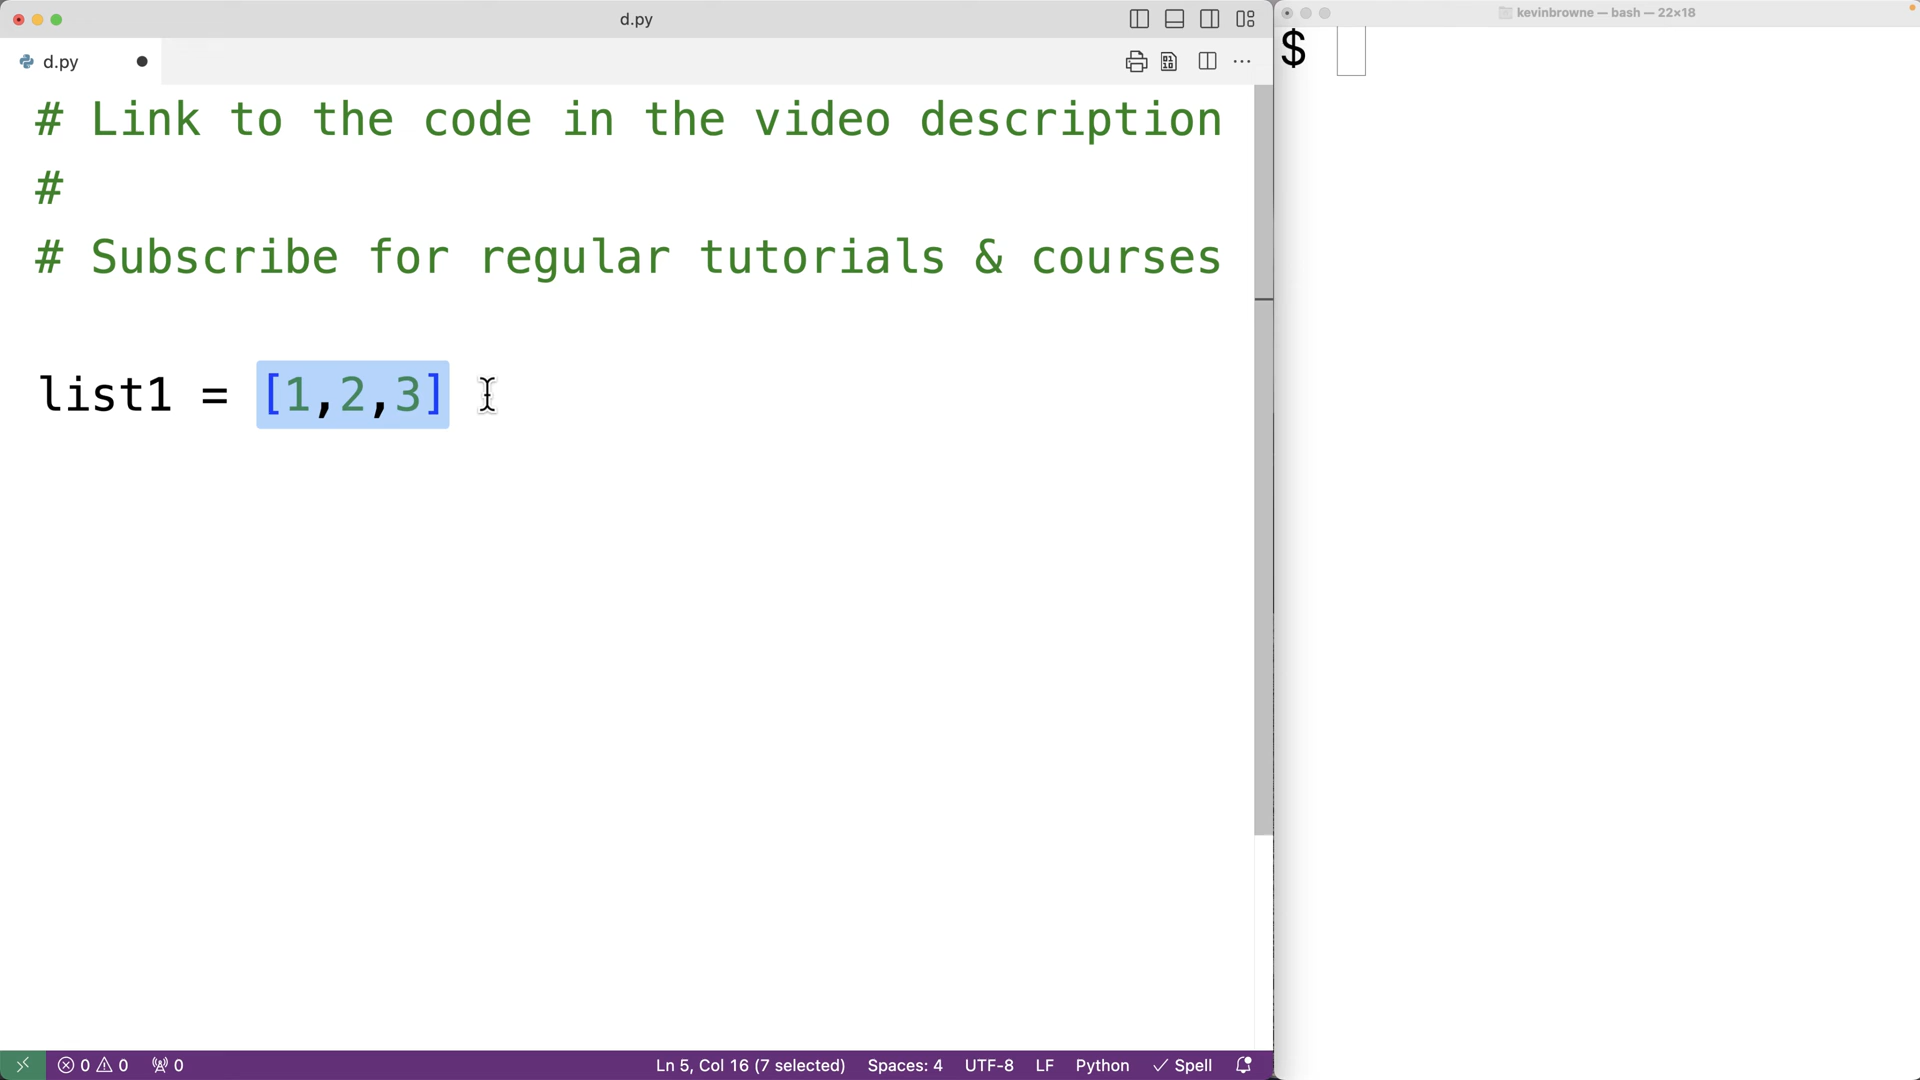 d.py
kevinbrowne — bash — 22×18
d.py
$
# Link to the code in the video description
#
# Subscribe for regular tutorials & courses
list1 = [1,2,3]
0 0 0 Ln 5, Col 16 (7 selected) Spaces: 4 UTF-8 LF Python Spell